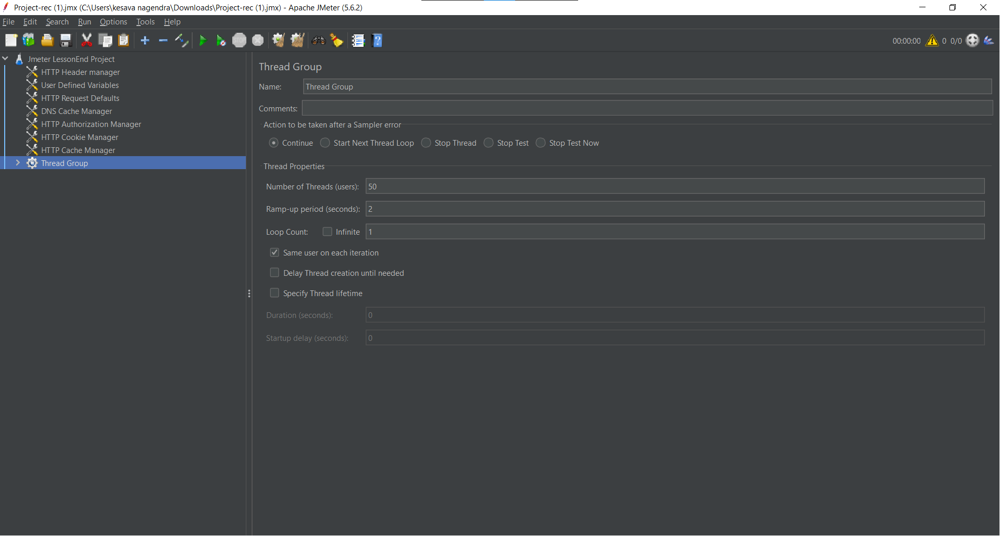 Project-rec (1).jmx (C:\Users\kesava nagendra\Downloads\Project-rec (1).jmx) - Apache JMeter (5.6.2)
File Edit Search Run Options Tools Help
STOP
?
00:00:00 0 0/0
Jmeter LessonEnd Project
HTTP Header manager
User Defined Variables
HTTP Request Defaults
DNS Cache Manager
HTTP Authorization Manager
HTTP Cookie Manager
HTTP Cache Manager
Thread Group
Thread Group
Name: Thread Group
Comments:
Action to be taken after a Sampler error
Continue Start Next Thread Loop Stop Thread Stop Test Stop Test Now
Thread Properties
Number of Threads (users): 50
Ramp-up period (seconds): 2
Loop Count: Infinite 1
Same user on each iteration
Delay Thread creation until needed
Specify Thread lifetime
Duration (seconds): 0
Startup delay (seconds): 0